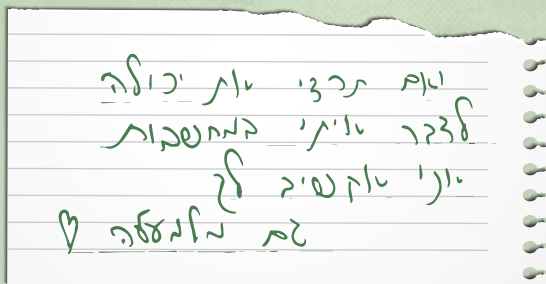 ואם תרצי את יכולה
לדבר איתי במחשבות
אני אקשיב לך
גם מלמעלה ♡